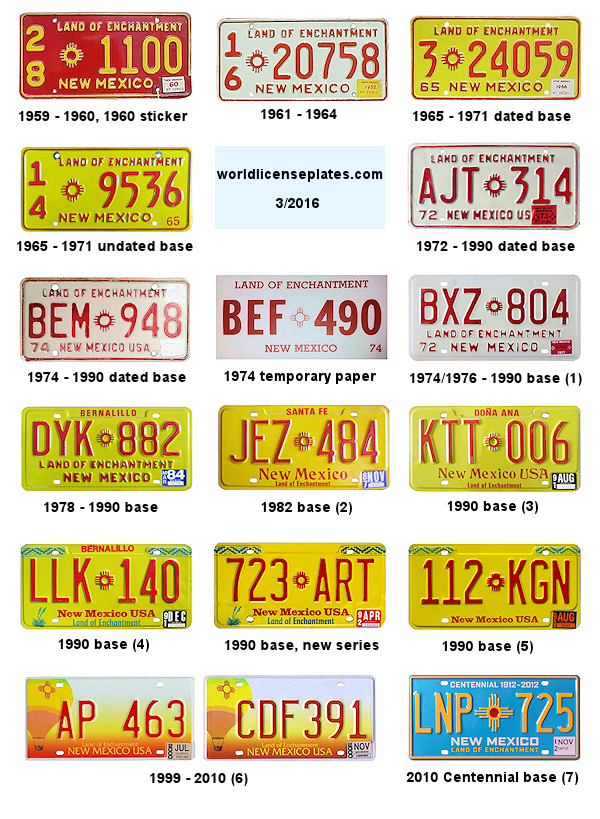 LAND OF ENCHANTMENT
28 1100
NEW MEXICO 60
1959 - 1960, 1960 sticker
LAND OF ENCHANTMENT
16 20758
NEW MEXICO
1961 - 1964
LAND OF ENCHANTMENT
3 24059
65 NEW MEXICO 1966
1965 - 1971 dated base
LAND OF ENCHANTMENT
14 9536
NEW MEXICO 65
1965 - 1971 undated base
worldlicenseplates.com
3/2016
LAND OF ENCHANTMENT
AJT 314
72 NEW MEXICO US 73
1972 - 1990 dated base
LAND OF ENCHANTMENT
BEM 948
74 NEW MEXICO USA
1974 - 1990 dated base
LAND OF ENCHANTMENT
BEF 490
NEW MEXICO 74
1974 temporary paper
BXZ 804
LAND OF ENCHANTMENT
72 NEW MEXICO 1977
1974/1976 - 1990 base (1)
BERNALILLO
DYK 882
LAND OF ENCHANTMENT
NEW MEXICO 84
1978 - 1990 base
SANTA FE
JEZ 484
New Mexico NOV
Land of Enchantment
1982 base (2)
DOÑA ANA
KTT 006
New Mexico USA 91 AUG
Land of Enchantment
1990 base (3)
BERNALILLO
LLK 140
New Mexico USA DEC
Land of Enchantment
1990 base (4)
723 ART
New Mexico USA 92 APR
Land of Enchantment
1990 base, new series
112 KGN
New Mexico USA AUG
1990 base (5)
AP 463
Land of Enchantment
NEW MEXICO USA JUL
CDF391
Land of Enchantment
NEW MEXICO USA NOV
1999 - 2010 (6)
CENTENNIAL 1912-2012
LNP 725
NEW MEXICO 12 NOV
LAND OF ENCHANTMENT
2010 Centennial base (7)